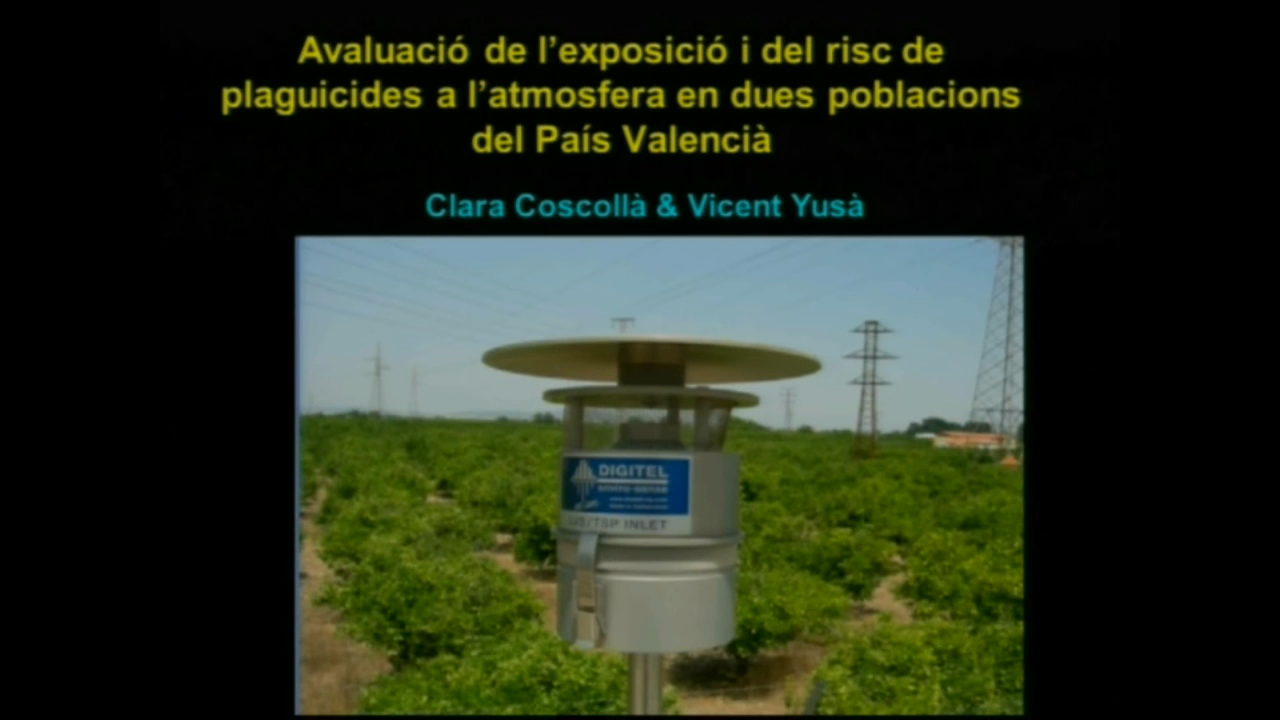 Avaluació de l’exposició i del risc de
plaguicides a l’atmosfera en dues poblacions
del País Valencià
Clara Coscollà & Vicent Yusà
DIGITEL
/TSP INLET